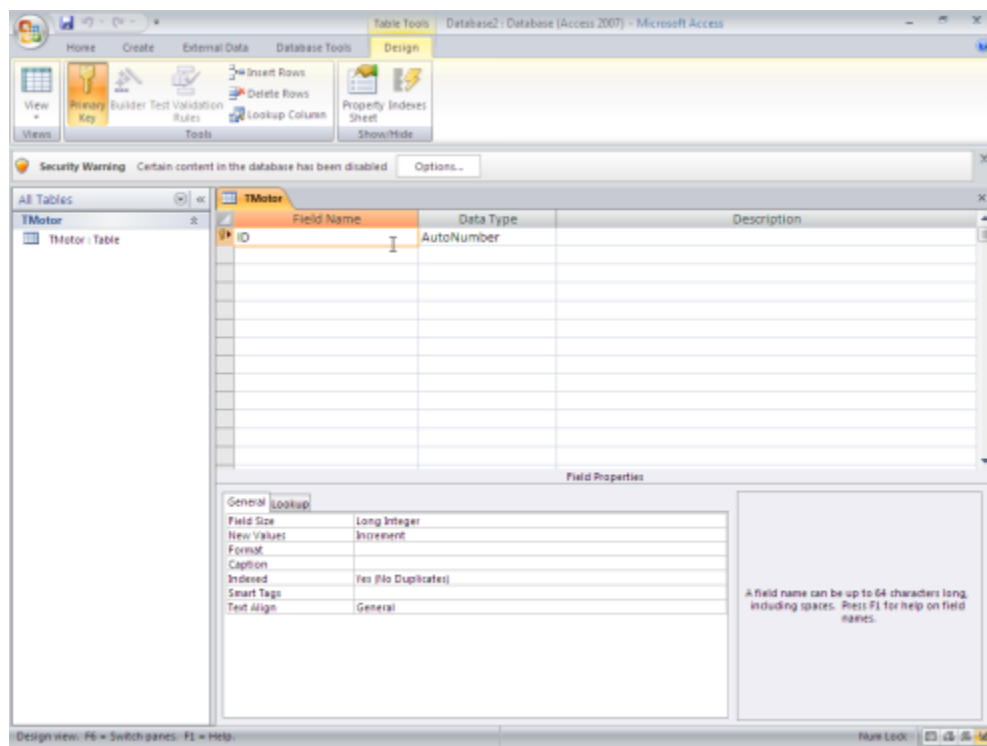 Table Tools Database2 : Database (Access 2007) - Microsoft Access
Home Create External Data Database Tools Design
View
Primary Key
Builder
Test Validation Rules
Insert Rows
Delete Rows
Lookup Column
Property Sheet
Indexes
Views Tools Show/Hide
Security Warning Certain content in the database has been disabled Options...
All Tables
TMotor
TMotor : Table
TMotor
Field Name Data Type Description
ID AutoNumber
Field Properties
General Lookup
Field Size Long Integer
New Values Increment
Format
Caption
Indexed Yes (No Duplicates)
Smart Tags
Text Align General
A field name can be up to 64 characters long,
including spaces. Press F1 for help on field
names.
Design view. F6 = Switch panes. F1 = Help. Num Lock